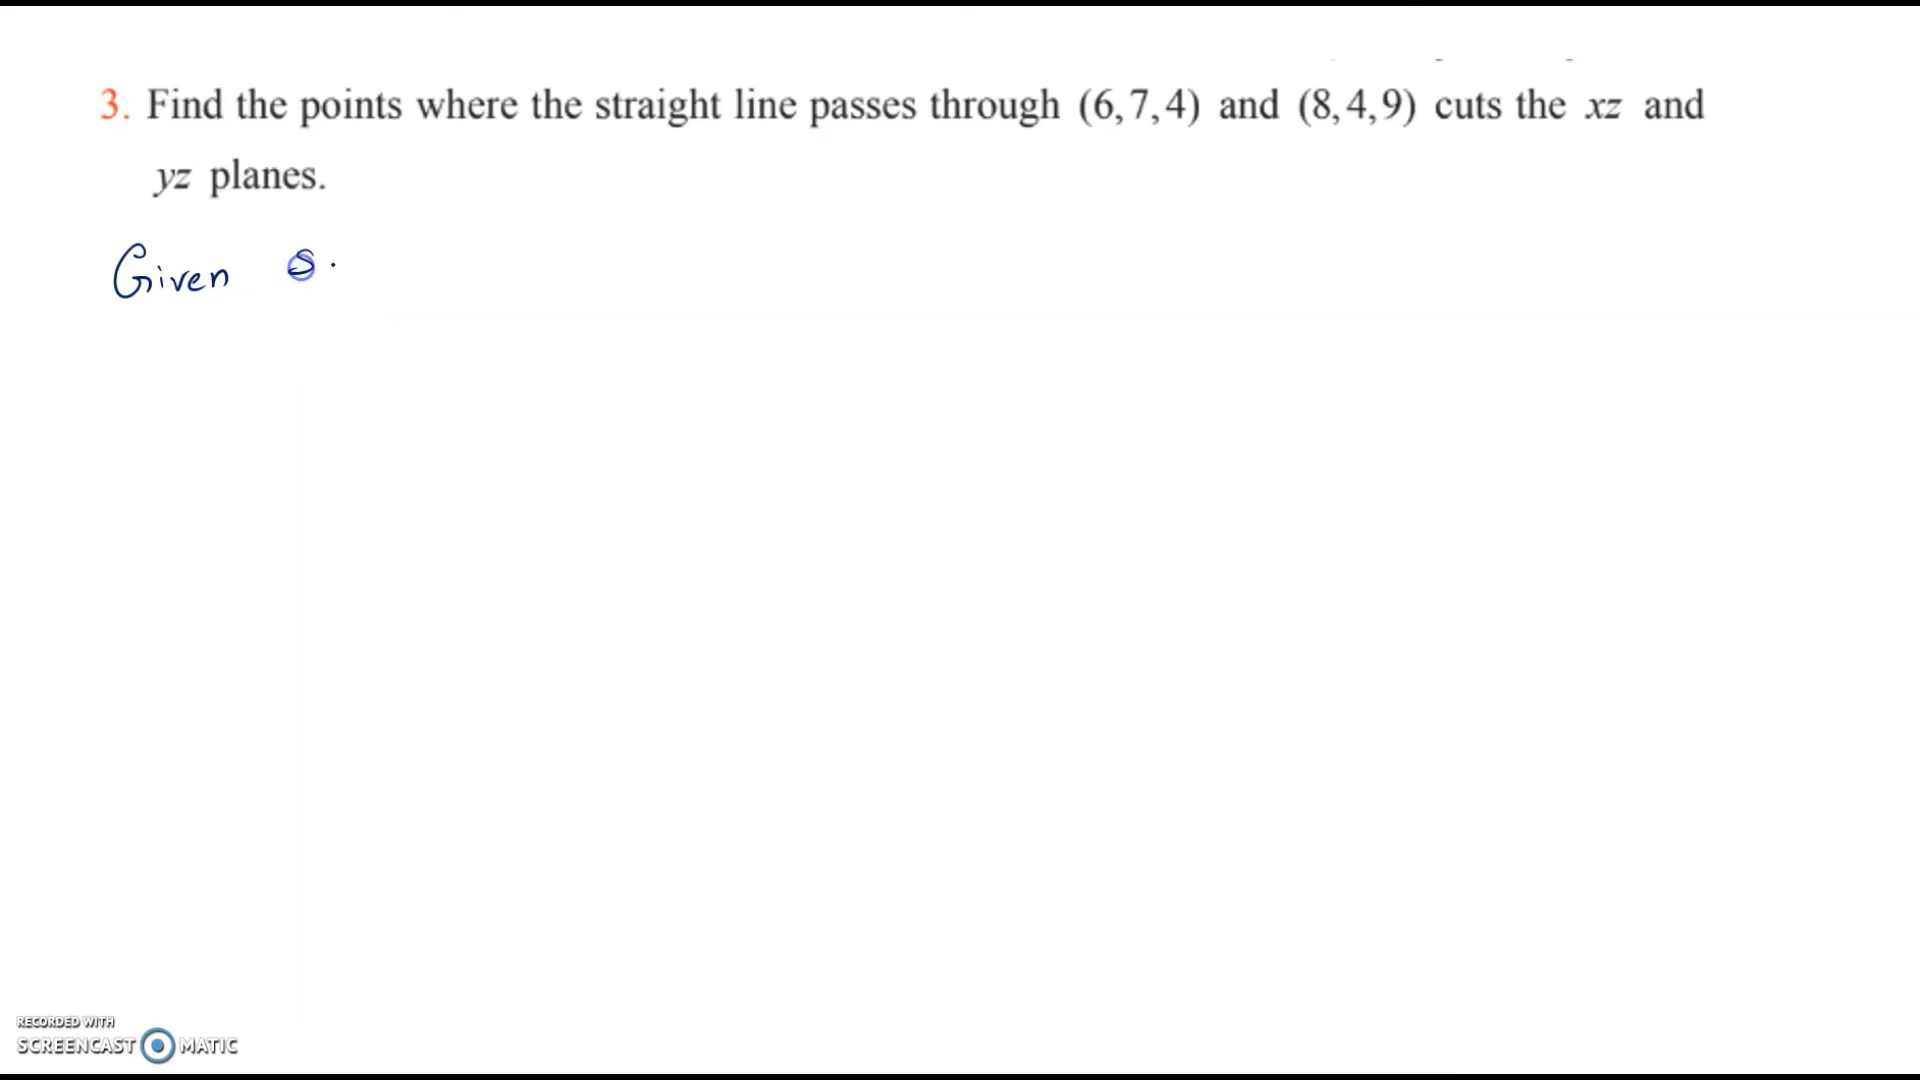 3. Find the points where the straight line passes through (6,7,4) and (8,4,9) cuts the xz and
yz planes.
Given S
RECORDED WITH
SCREENCAST MATIC